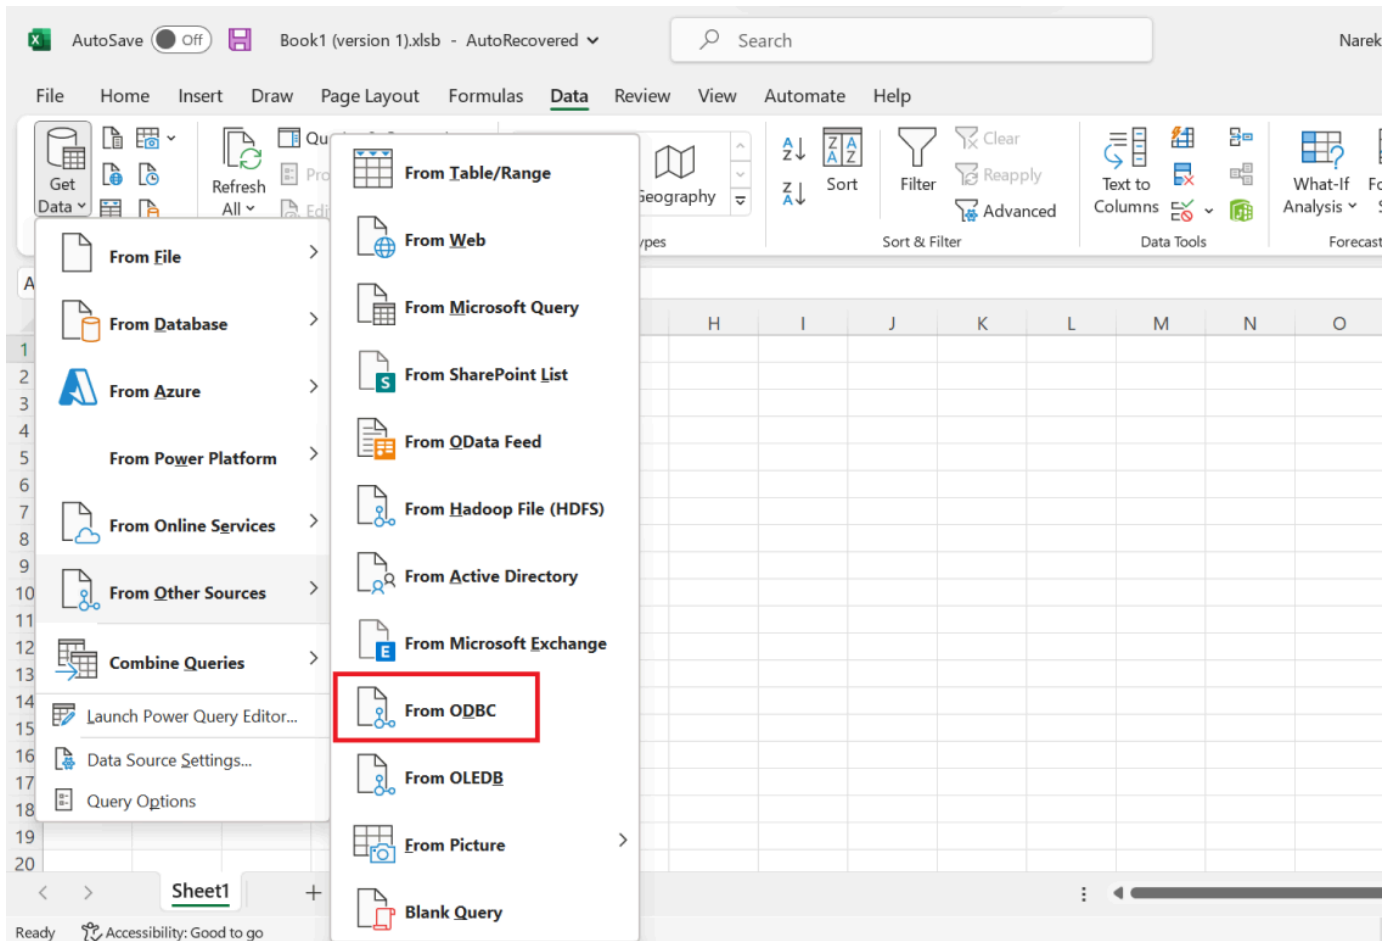 AutoSave Off Book1 (version 1).xlsb - AutoRecovered Search Narek
File Home Insert Draw Page Layout Formulas Data Review View Automate Help
Get Data
Refresh All
Geography
Sort
Filter
Clear
Reapply
Advanced
Sort & Filter
Text to Columns
Data Tools
What-If Analysis
Forecast
From File
From Database
From Azure
From Power Platform
From Online Services
From Other Sources
Combine Queries
Launch Power Query Editor...
Data Source Settings...
Query Options
From Table/Range
From Web
From Microsoft Query
From SharePoint List
From OData Feed
From Hadoop File (HDFS)
From Active Directory
From Microsoft Exchange
From ODBC
From OLEDB
From Picture
Blank Query
H I J K L M N O
1
2
3
4
5
6
7
8
9
10
11
12
13
14
15
16
17
18
19
20
Sheet1
Ready Accessibility: Good to go